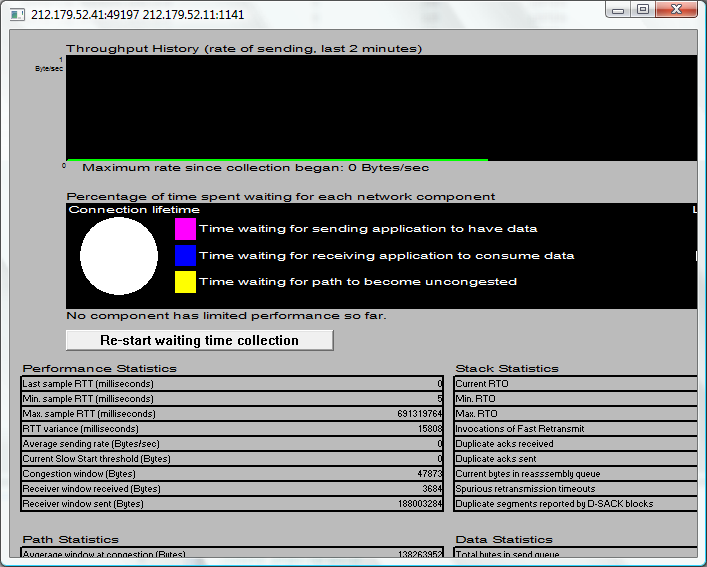 212.179.52.41:49197 212.179.52.11:1141
Throughput History (rate of sending, last 2 minutes)
1
Byte/sec
0
Maximum rate since collection began: 0 Bytes/sec
Percentage of time spent waiting for each network component
Connection lifetime
L
Time waiting for sending application to have data
Time waiting for receiving application to consume data
Time waiting for path to become uncongested
No component has limited performance so far.
Re-start waiting time collection
Performance Statistics
Last sample RTT (milliseconds) 0
Min. sample RTT (milliseconds) 5
Max. sample RTT (milliseconds) 691319764
RTT variance (milliseconds) 15808
Average sending rate (Bytes/sec) 0
Current Slow Start threshold (Bytes) 0
Congestion window (Bytes) 47873
Receiver window received (Bytes) 3684
Receiver window sent (Bytes) 188003284
Stack Statistics
Current RTO
Min. RTO
Max. RTO
Invocations of Fast Retransmit
Duplicate acks received
Duplicate acks sent
Current bytes in reasssembly queue
Spurious retransmission timeouts
Duplicate segments reported by D-SACK blocks
Path Statistics
Avgerage window at congestion (Bytes) 138263952
Data Statistics
Total bytes in send queue